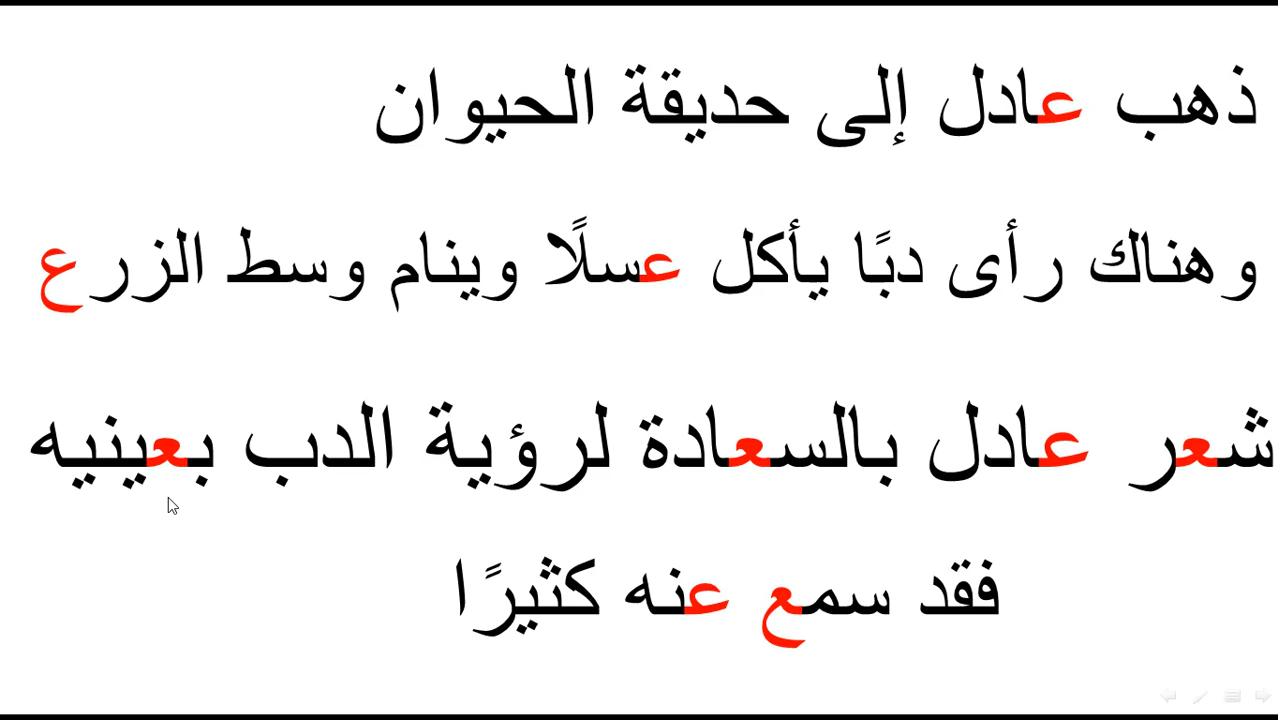 ذهب عادل إلى حديقة الحيوان
وهناك رأى دبًا يأكل عسلًا وينام وسط الزرع
شعر عادل بالسعادة لرؤية الدب بعينيه
فقد سمع عنه كثيرًا